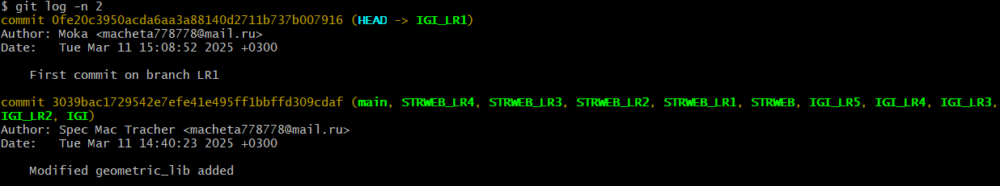 $ git log -n 2
commit 0fe20c3950acda6aa3a88140d2711b737b007916 (HEAD -> IGI_LR1)
Author: Moka <macheta778778@mail.ru>
Date:   Tue Mar 11 15:08:52 2025 +0300
    First commit on branch LR1
commit 3039bac1729542e7efe41e495ff1bbffd309cdaf (main, STRWEB_LR4, STRWEB_LR3, STRWEB_LR2, STRWEB_LR1, STRWEB, IGI_LR5, IGI_LR4, IGI_LR3,
IGI_LR2, IGI)
Author: Spec Mac Tracher <macheta778778@mail.ru>
Date:   Tue Mar 11 14:40:23 2025 +0300
    Modified geometric_lib added